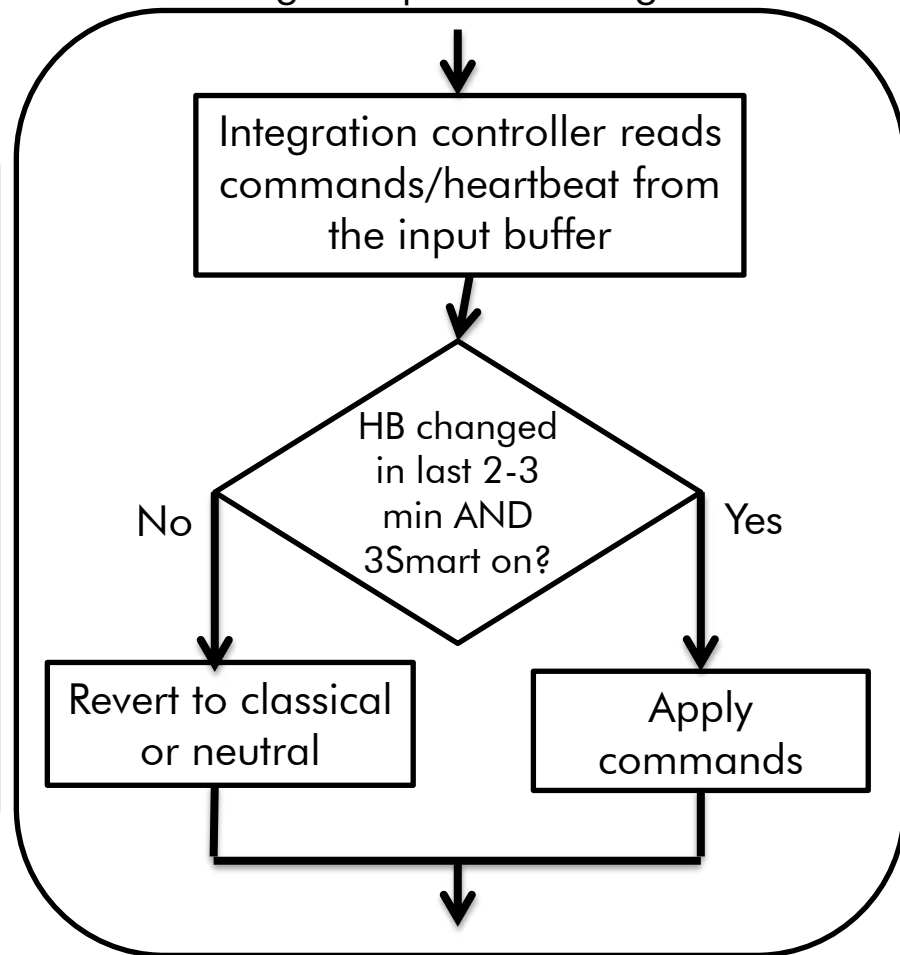 Integration controller reads
commands/heartbeat from
the input buffer
HB changed
in last 2-3
min AND
3Smart on?
No
Yes
Revert to classical
or neutral
Apply
commands